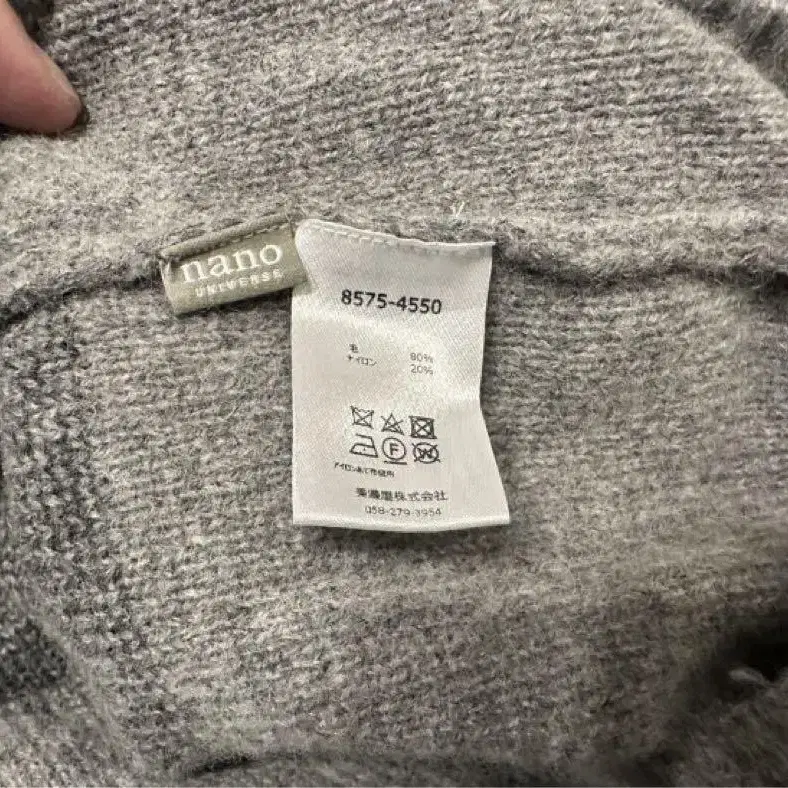 nano
UNIVERSE
8575-4550
毛 80%
ナイロン 20%
F W
アイロンあて布使用
美濃屋株式会社
058-279-3954